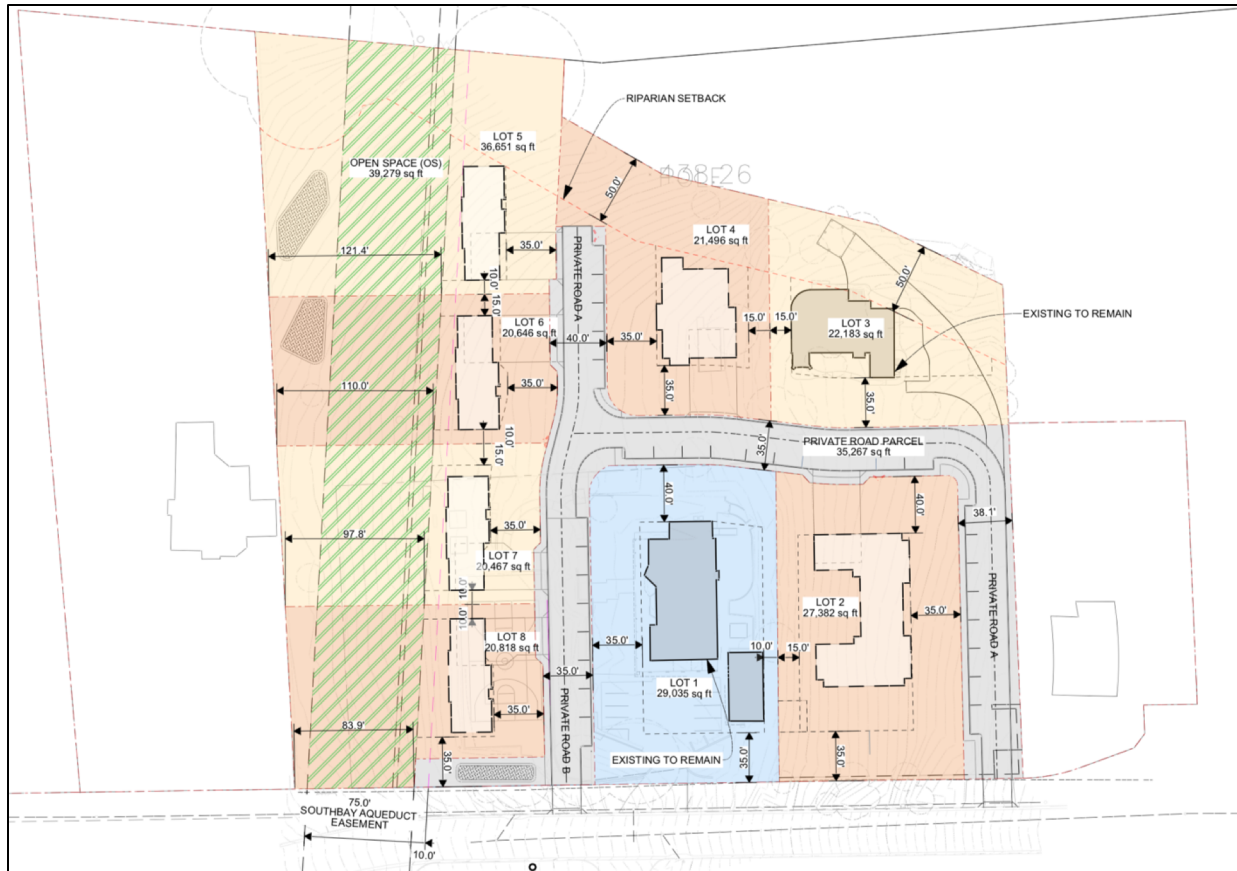 RIPARIAN SETBACK
LOT 5
36,651 sq ft
OPEN SPACE (OS)
39,279 sq ft
138.26
50.0'
LOT 4
21,496 sq ft
PRIVATE ROAD A
35.0'
121.4'
10.0'
15.0'
50.0'
LOT 6
20,646 sq ft
15.0'
15.0'
LOT 3
22,183 sq ft
EXISTING TO REMAIN
40.0'
35.0'
110.0'
35.0'
35.0'
35.0'
10.0'
15.0'
35.0'
PRIVATE ROAD PARCEL
35,267 sq ft
40.0'
40.0'
38.1'
97.8'
35.0'
LOT 7
20,467 sq ft
10.0'
10.0'
LOT 2
27,382 sq ft
35.0'
PRIVATE ROAD A
LOT 8
20,818 sq ft
35.0'
10.0'
15.0'
35.0'
LOT 1
29,035 sq ft
83.9'
35.0'
PRIVATE ROAD B
35.0'
EXISTING TO REMAIN
35.0'
35.0'
75.0'
SOUTHBAY AQUEDUCT
EASEMENT
10.0'